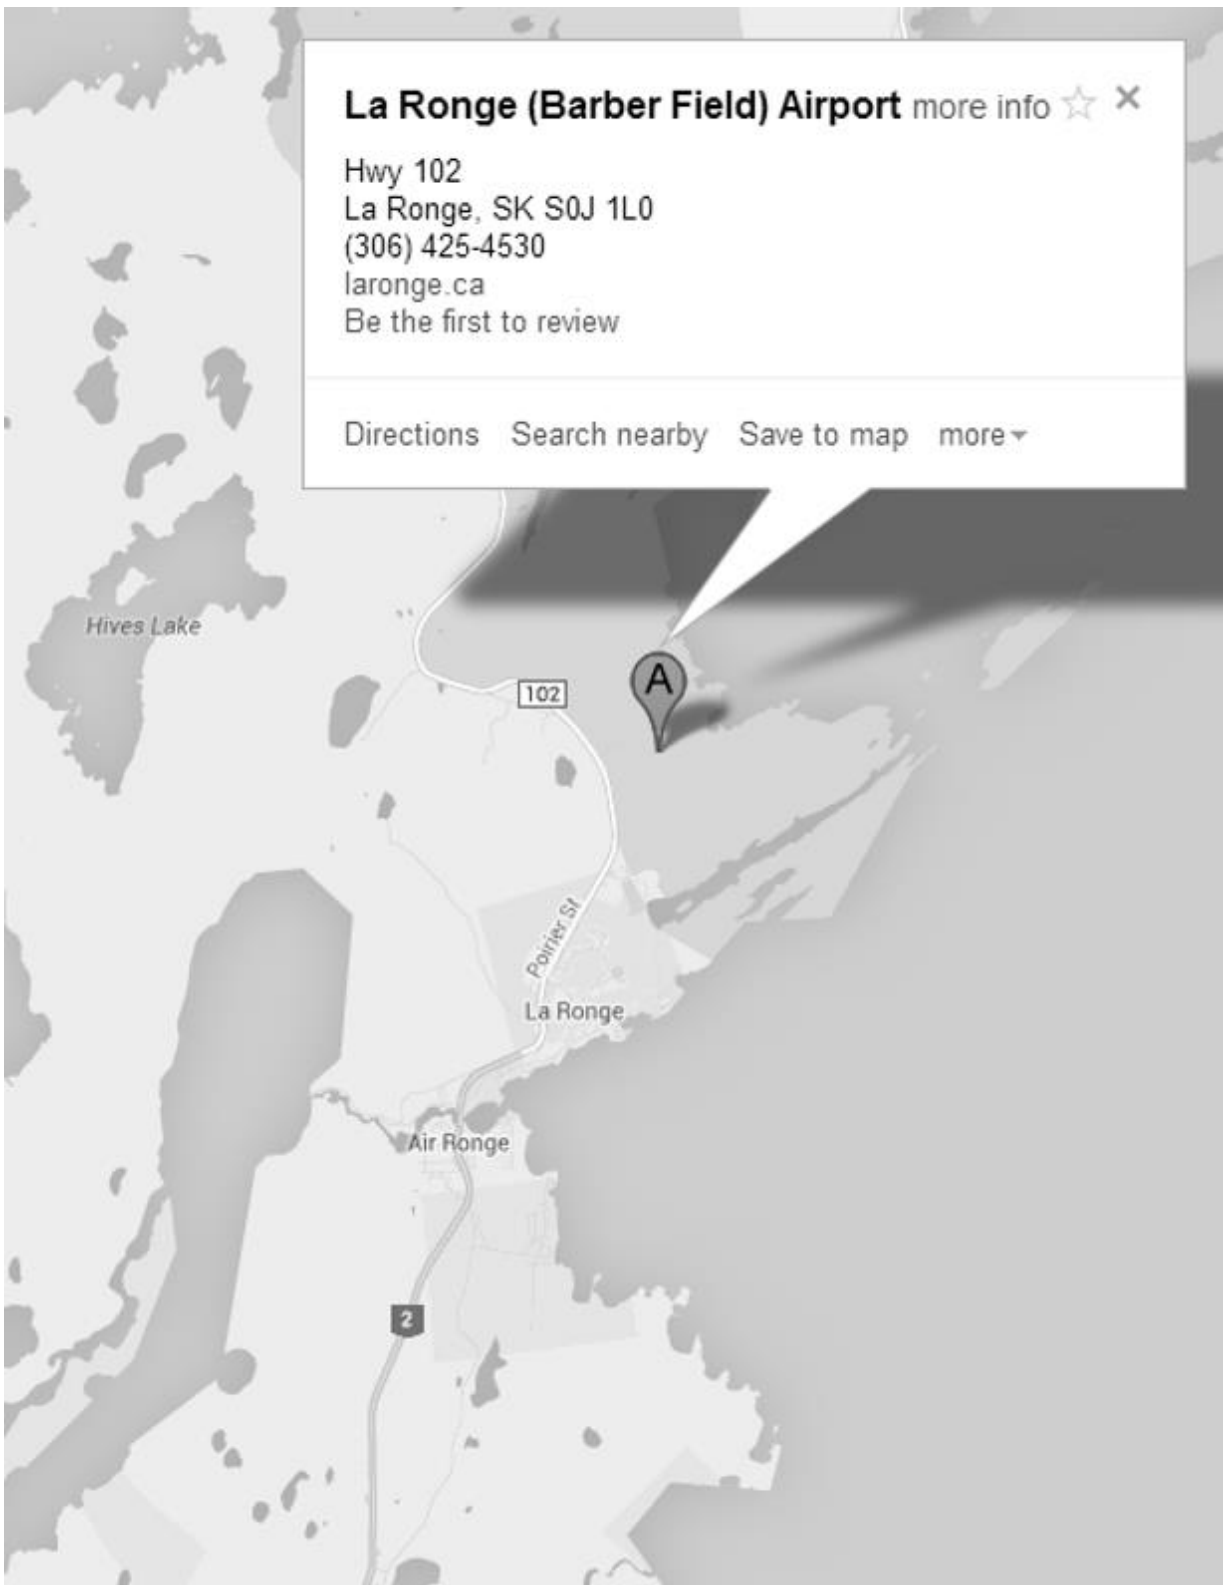 La Ronge (Barber Field) Airport more info
Hwy 102
La Ronge, SK S0J 1L0
(306) 425-4530
laronge.ca
Be the first to review
Directions Search nearby Save to map more
Hives Lake
A
102
Poirier St
La Ronge
Air Ronge
2